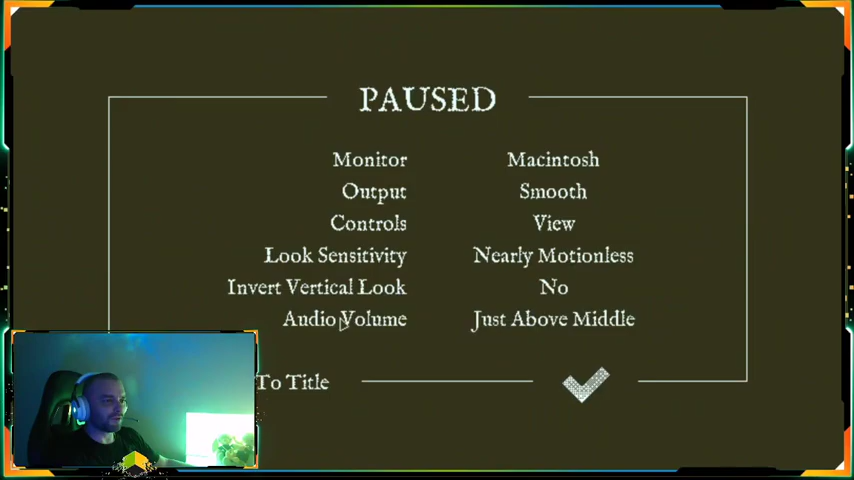 PAUSED
Monitor Macintosh
Output Smooth
Controls View
Look Sensitivity Nearly Motionless
Invert Vertical Look No
Audio Volume Just Above Middle
To Title